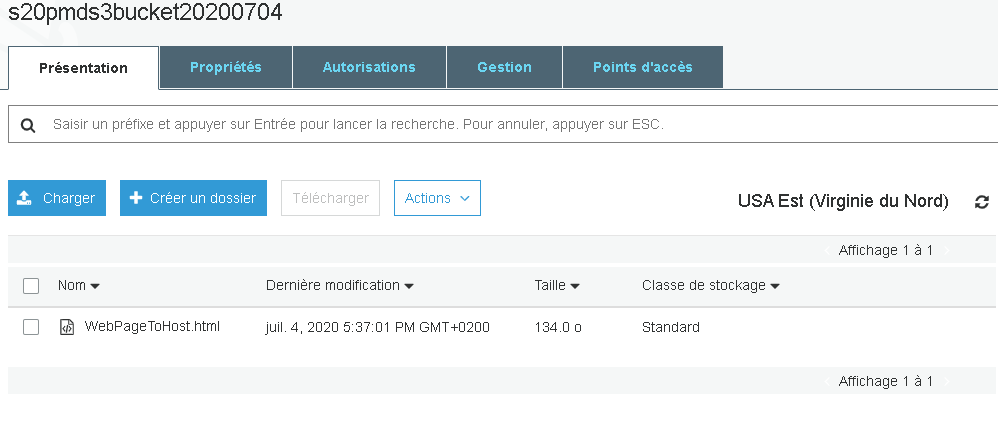 s20pmds3bucket20200704
Présentation Propriétés Autorisations Gestion Points d'accès
Saisir un préfixe et appuyer sur Entrée pour lancer la recherche. Pour annuler, appuyer sur ESC.
Charger Créer un dossier Télécharger Actions USA Est (Virginie du Nord)
Affichage 1 à 1
Nom Dernière modification Taille Classe de stockage
WebPageToHost.html juil. 4, 2020 5:37:01 PM GMT+0200 134.0 o Standard
Affichage 1 à 1